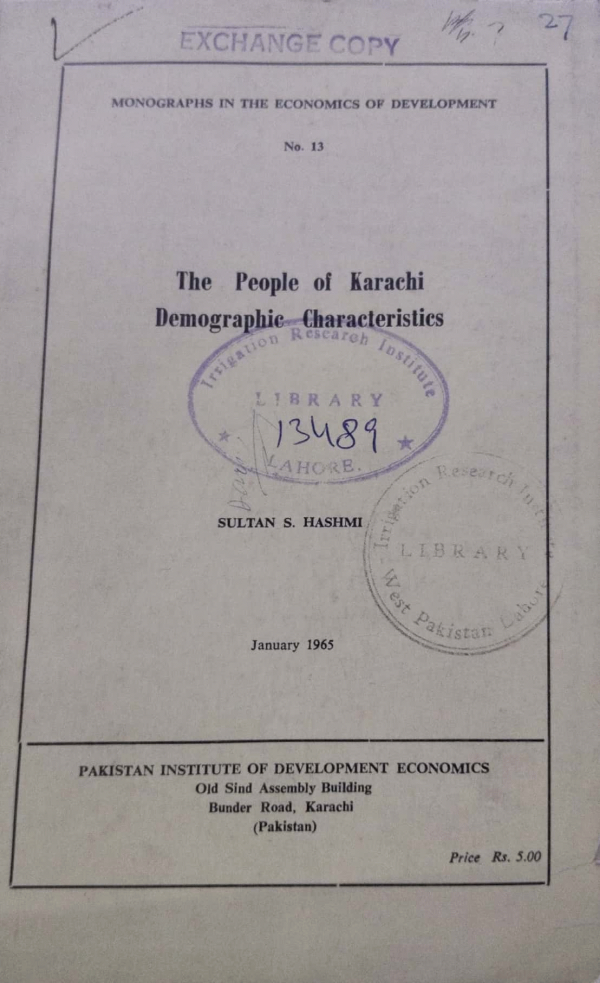 27
EXCHANGE COPY
MONOGRAPHS IN THE ECONOMICS OF DEVELOPMENT
No. 13
The People of Karachi
Demographic Characteristics
Irrigation Research Institute
LIBRARY
13489
LAHORE.
SULTAN S. HASHMI
Irrigation Research
LIBRARY
West Pakistan Lahore
January 1965
PAKISTAN INSTITUTE OF DEVELOPMENT ECONOMICS
Old Sind Assembly Building
Bunder Road, Karachi
(Pakistan)
Price Rs. 5.00